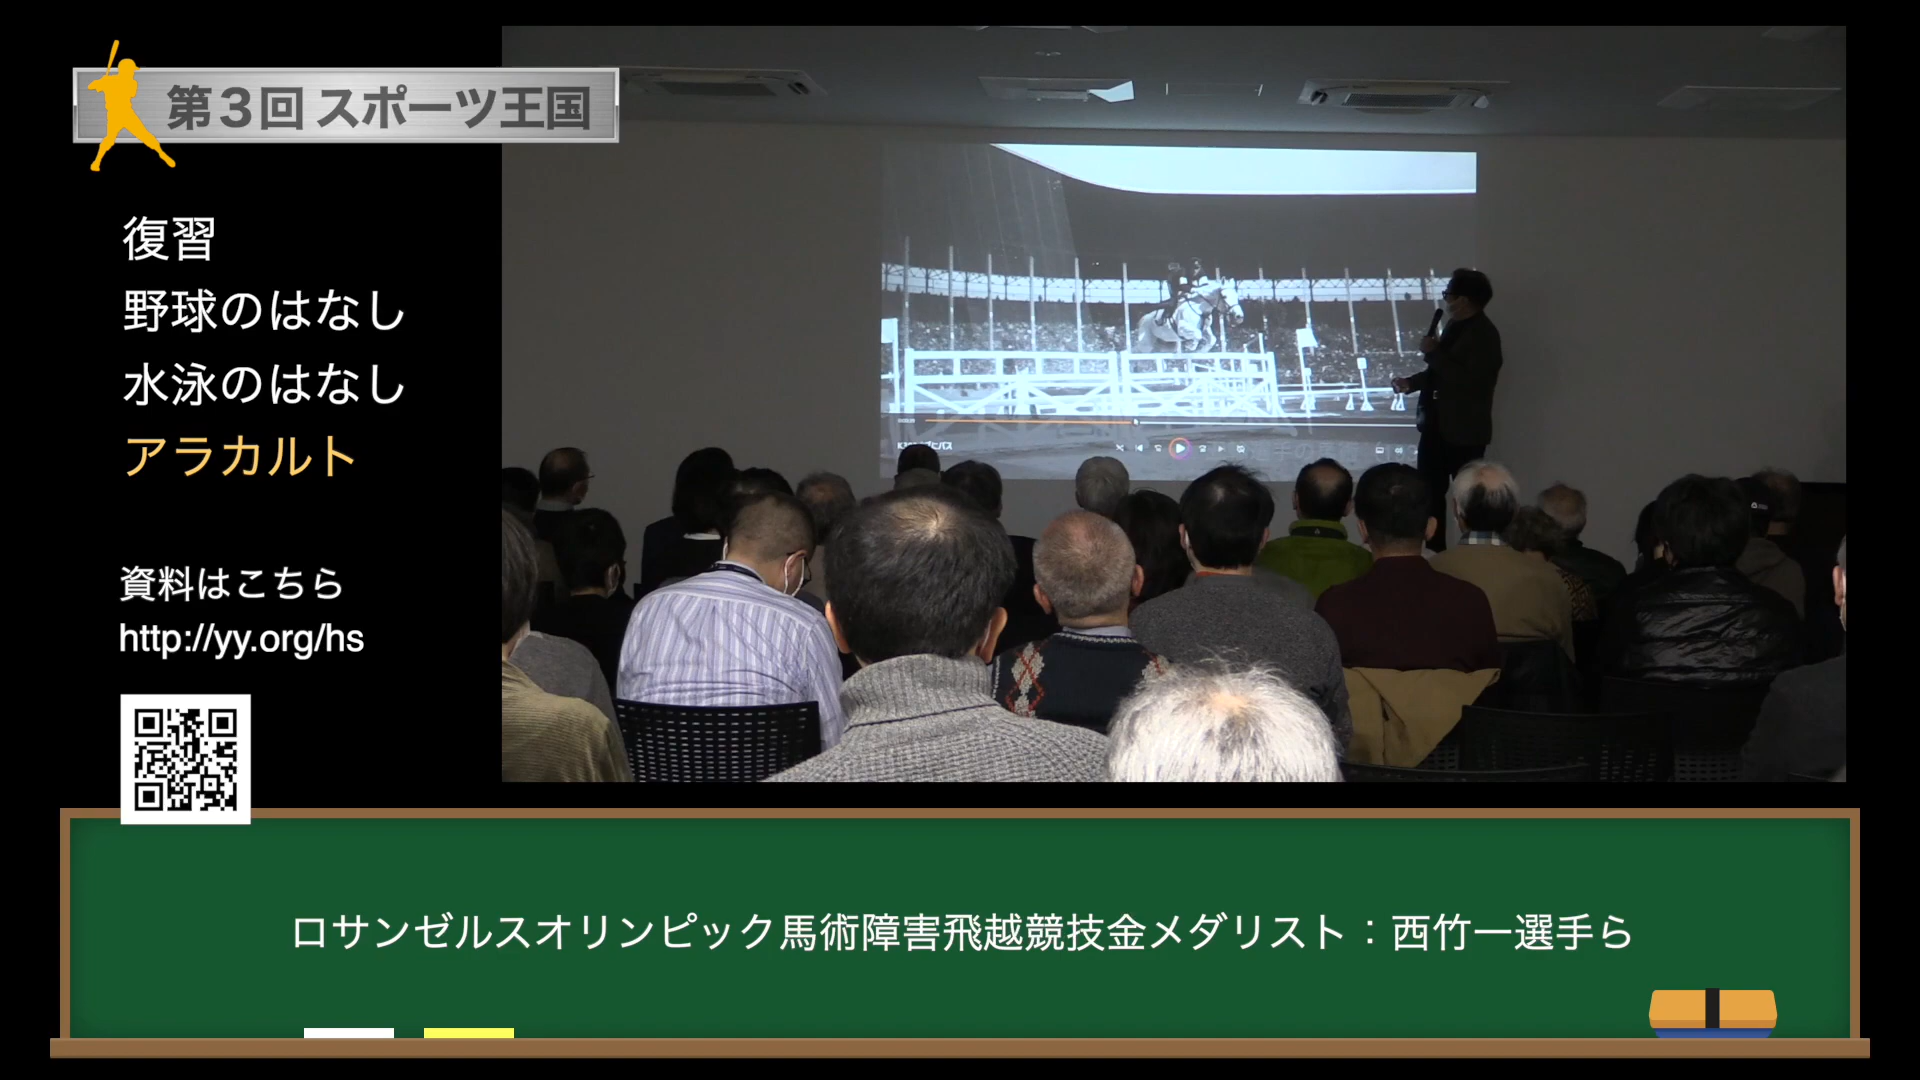 第3回 スポーツ王国
復習
野球のはなし
水泳のはなし
アラカルト
資料はこちら
http://yy.org/hs
ロサンゼルスオリンピック馬術障害飛越競技金メダリスト：西竹一選手ら